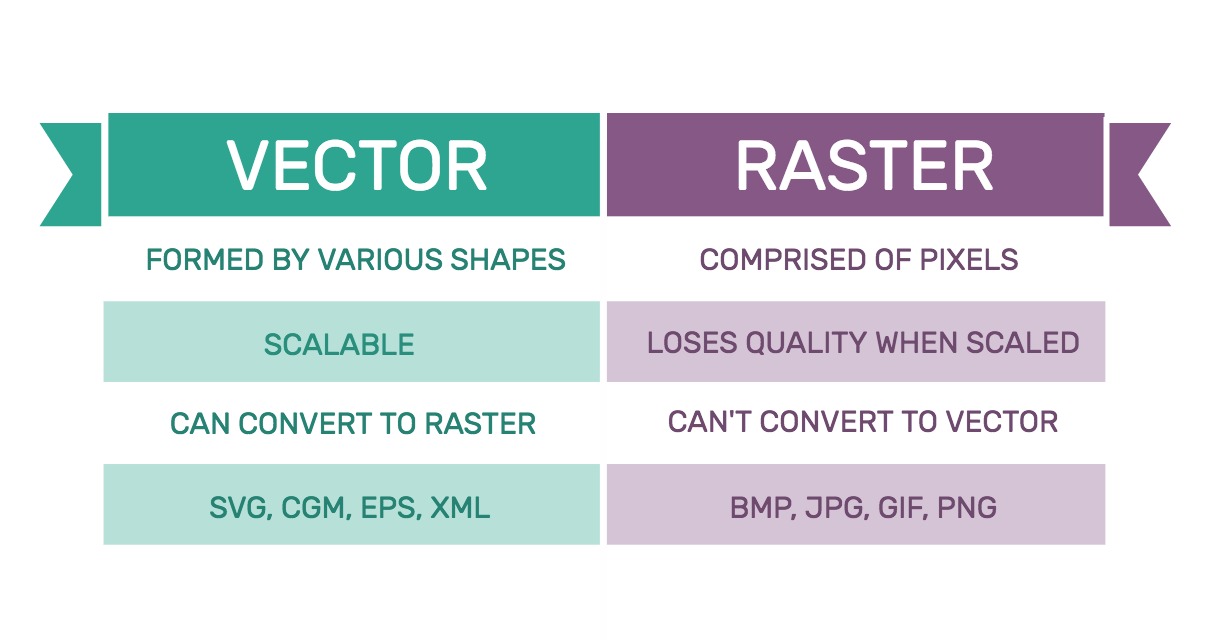 VECTOR
RASTER
FORMED BY VARIOUS SHAPES
COMPRISED OF PIXELS
SCALABLE
LOSES QUALITY WHEN SCALED
CAN CONVERT TO RASTER
CAN'T CONVERT TO VECTOR
SVG, CGM, EPS, XML
BMP, JPG, GIF, PNG